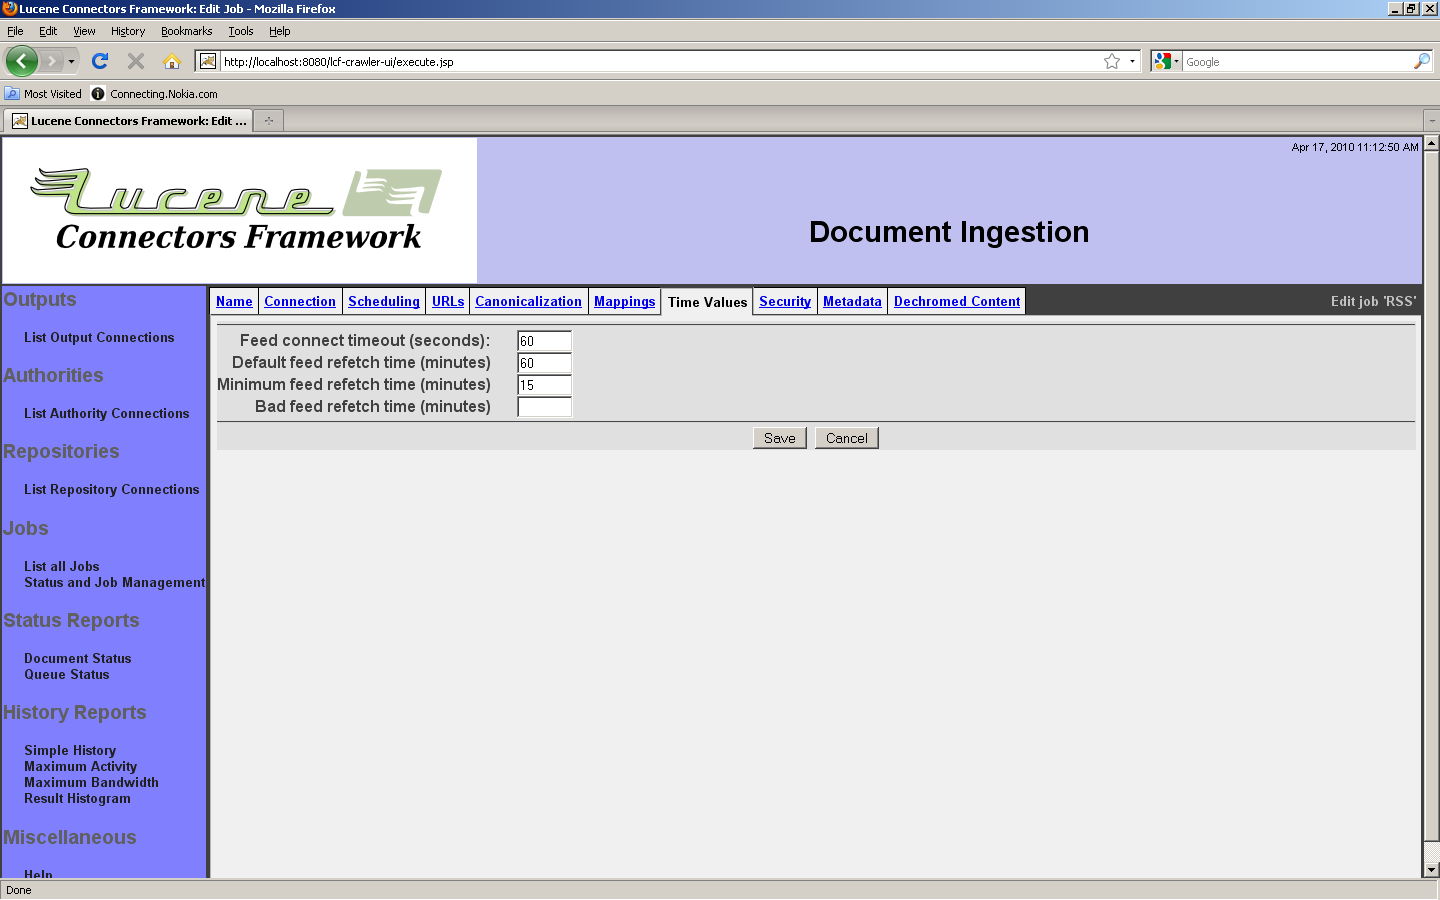 Lucene Connectors Framework: Edit Job - Mozilla Firefox
File Edit View History Bookmarks Tools Help
http://localhost:8080/lcf-crawler-ui/execute.jsp
Google
Most Visited Connecting.Nokia.com
Lucene Connectors Framework: Edit ...
Apr 17, 2010 11:12:50 AM
Lucene
Connectors Framework
Document Ingestion
Name Connection Scheduling URLs Canonicalization Mappings Time Values Security Metadata Dechromed Content Edit job 'RSS'
Outputs
List Output Connections
Authorities
List Authority Connections
Repositories
List Repository Connections
Jobs
List all Jobs
Status and Job Management
Status Reports
Document Status
Queue Status
History Reports
Simple History
Maximum Activity
Maximum Bandwidth
Result Histogram
Miscellaneous
Help
Feed connect timeout (seconds): 60
Default feed refetch time (minutes) 60
Minimum feed refetch time (minutes) 15
Bad feed refetch time (minutes)
Save Cancel
Done